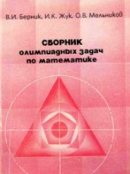 В.И. Берник, И.К. Жук, О.В. Мельников
СБОРНИК
олимпиадных задач
по математике